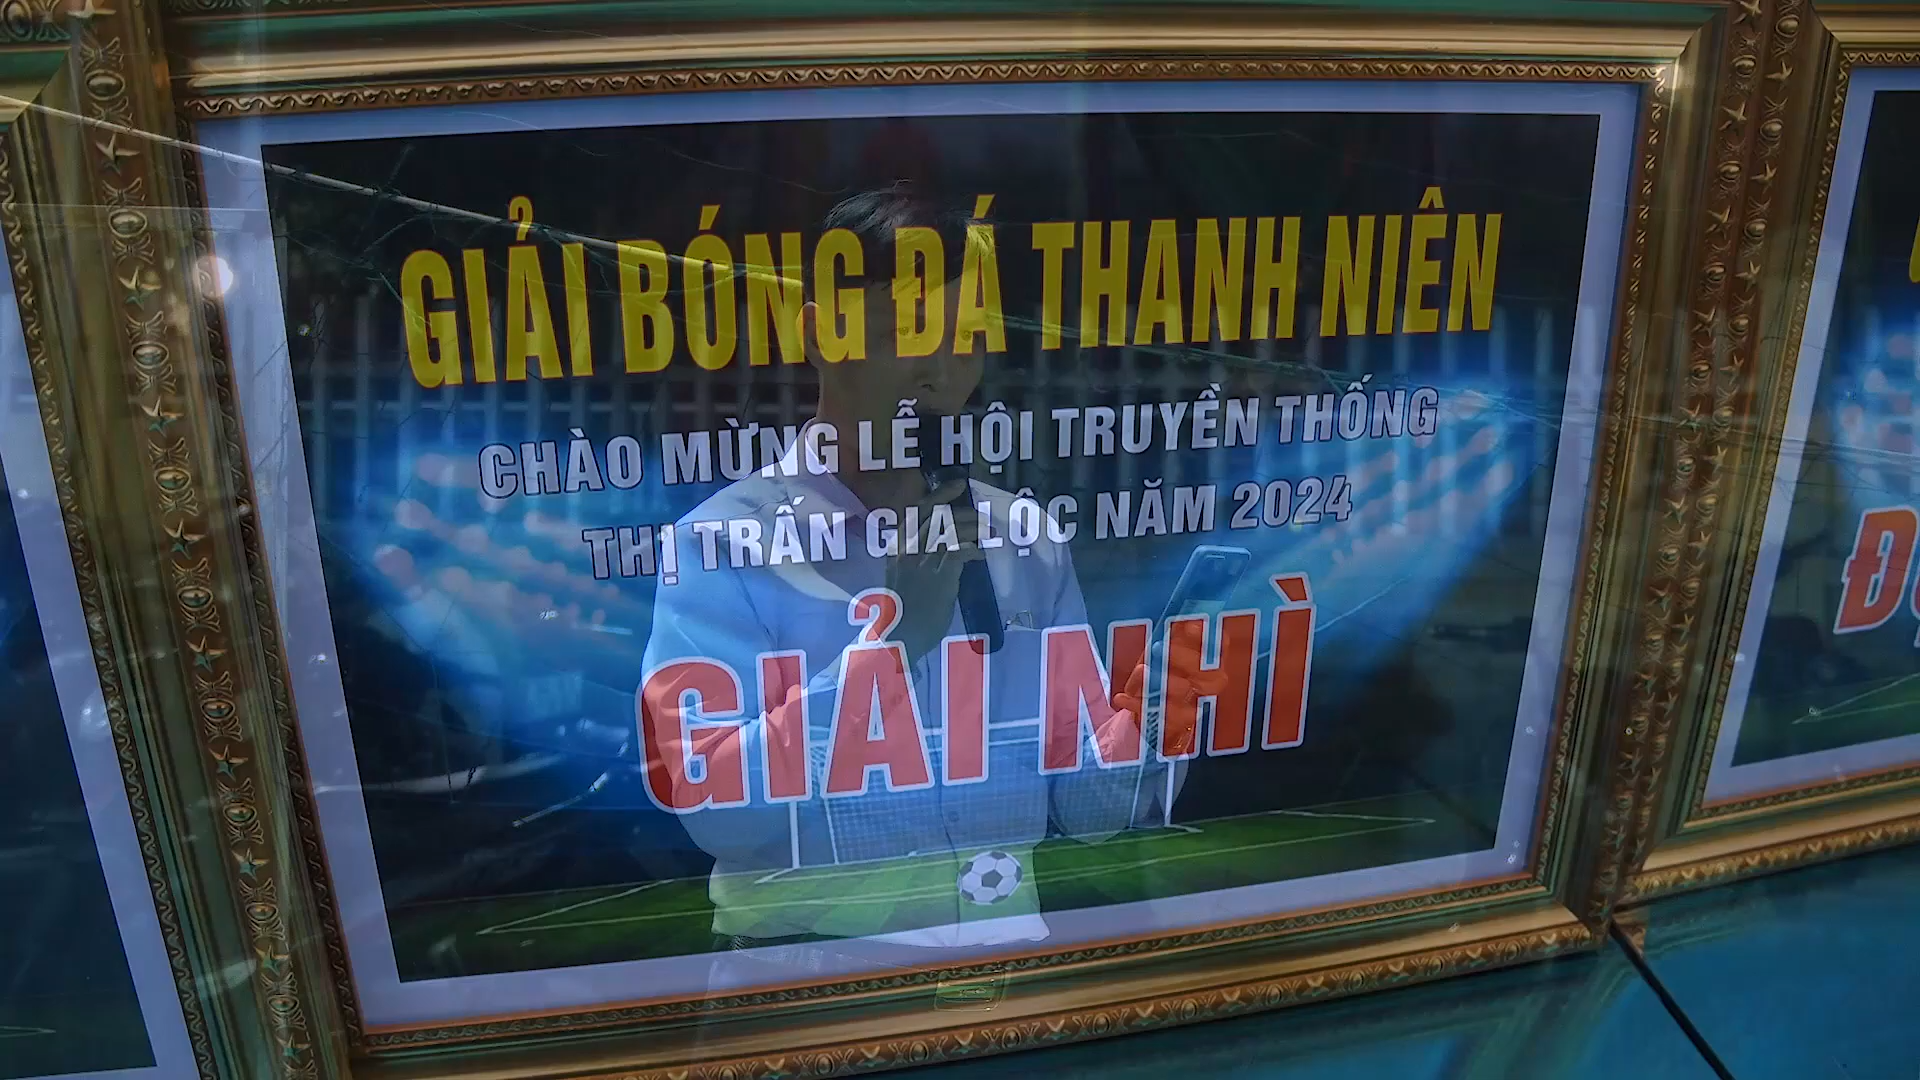 GIẢI BÓNG ĐÁ THANH NIÊN
CHÀO MỪNG LỄ HỘI TRUYỀN THỐNG
THỊ TRẤN GIA LỘC NĂM 2024
GIẢI NHÌ